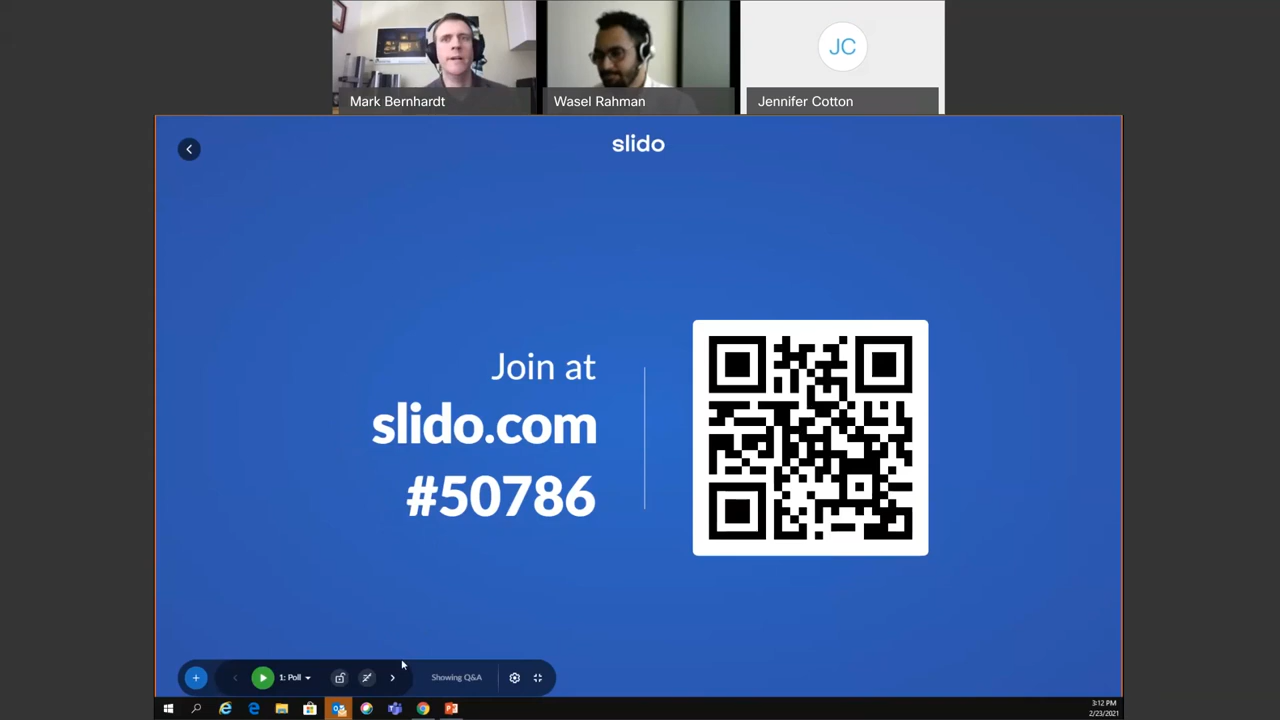 Mark Bernhardt
Wasel Rahman
JC
Jennifer Cotton
slido
Join at
slido.com
#50786
1: Poll
Showing Q&A
3:12 PM
2/23/2021